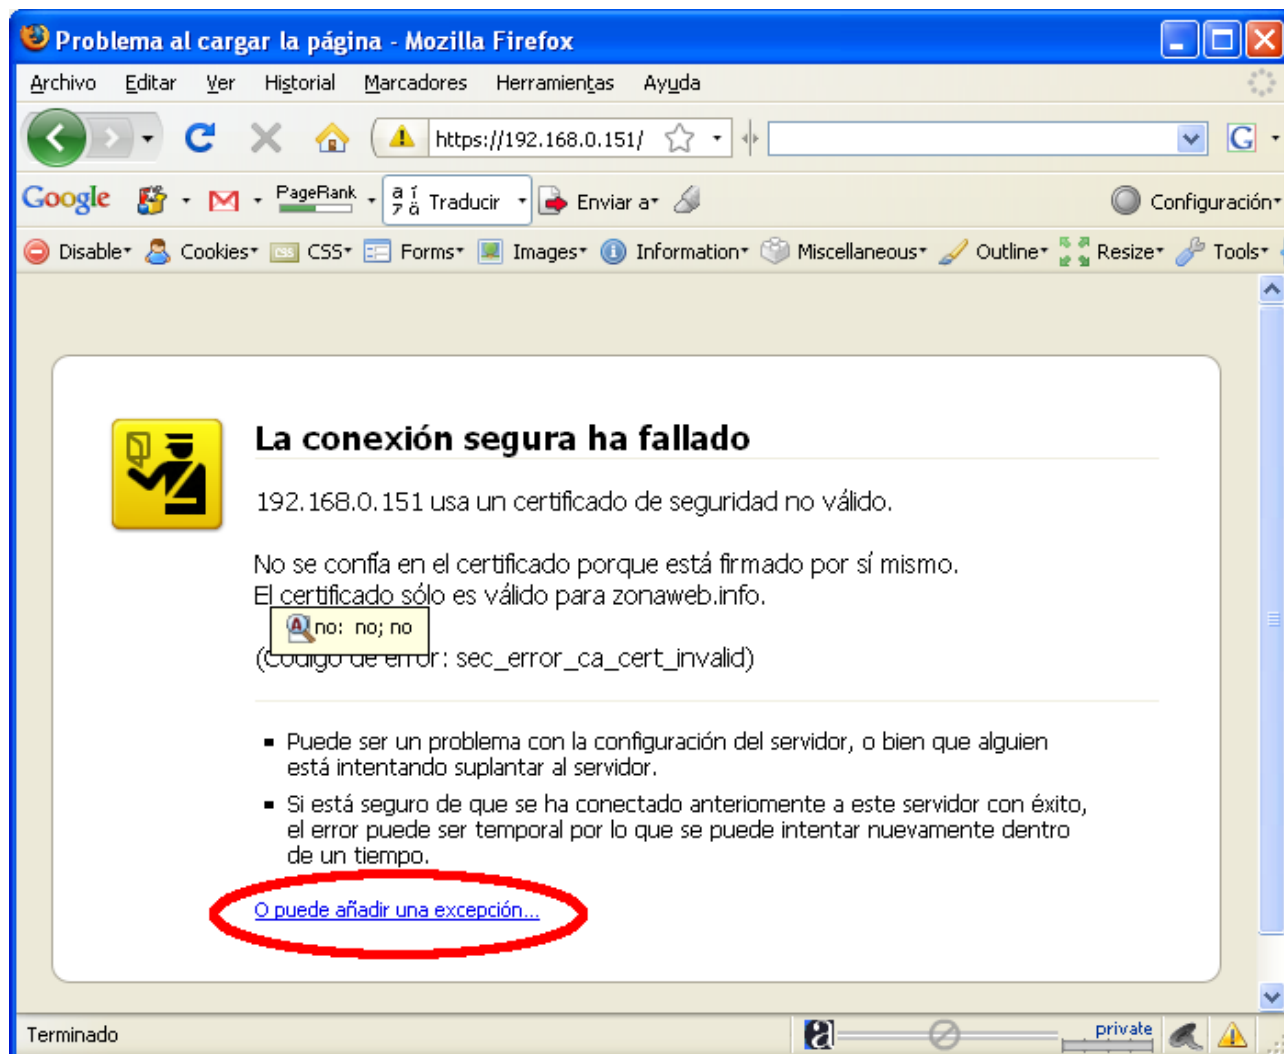 Problema al cargar la página - Mozilla Firefox
Archivo Editar Ver Historial Marcadores Herramientas Ayuda
https://192.168.0.151/ G
Google PageRank Traducir Enviar a Configuración
Disable Cookies CSS Forms Images Information Miscellaneous Outline Resize Tools
La conexión segura ha fallado
192.168.0.151 usa un certificado de seguridad no válido.
No se confía en el certificado porque está firmado por sí mismo.
El certificado sólo es válido para zonaweb.info.
no: no; no
(Código de error: sec_error_ca_cert_invalid)
Puede ser un problema con la configuración del servidor, o bien que alguien
está intentando suplantar al servidor.
Si está seguro de que se ha conectado anteriomente a este servidor con éxito,
el error puede ser temporal por lo que se puede intentar nuevamente dentro
de un tiempo.
O puede añadir una excepción...
Terminado private